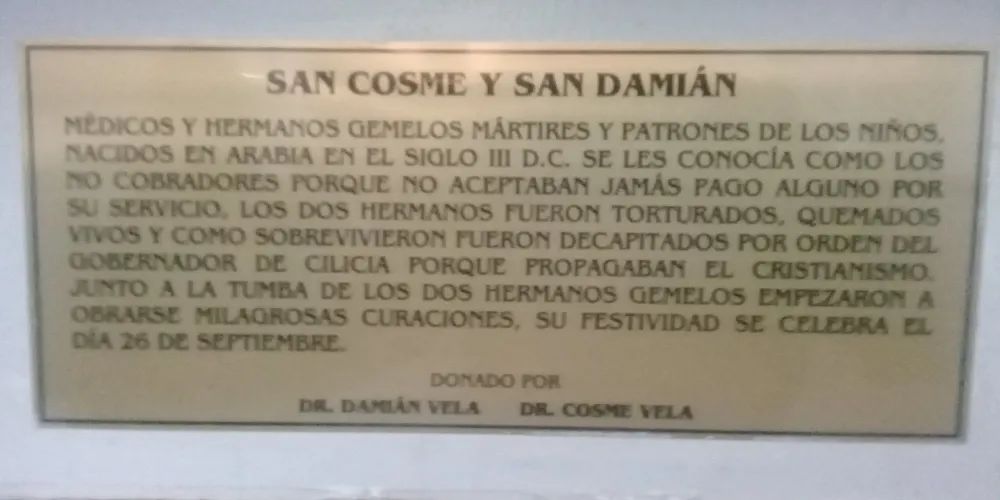 SAN COSME Y SAN DAMIÁN
MÉDICOS Y HERMANOS GEMELOS MÁRTIRES Y PATRONES DE LOS NIÑOS,
NACIDOS EN ARABIA EN EL SIGLO III D.C. SE LES CONOCÍA COMO LOS
NO COBRADORES PORQUE NO ACEPTABAN JAMÁS PAGO ALGUNO POR
SU SERVICIO, LOS DOS HERMANOS FUERON TORTURADOS, QUEMADOS
VIVOS Y COMO SOBREVIVIERON FUERON DECAPITADOS POR ORDEN DEL
GOBERNADOR DE CILICIA PORQUE PROPAGABAN EL CRISTIANISMO.
JUNTO A LA TUMBA DE LOS DOS HERMANOS GEMELOS EMPEZARON A
OBRARSE MILAGROSAS CURACIONES, SU FESTIVIDAD SE CELEBRA EL
DÍA 26 DE SEPTIEMBRE.
DONADO POR
DR. DAMIÁN VELA DR. COSME VELA